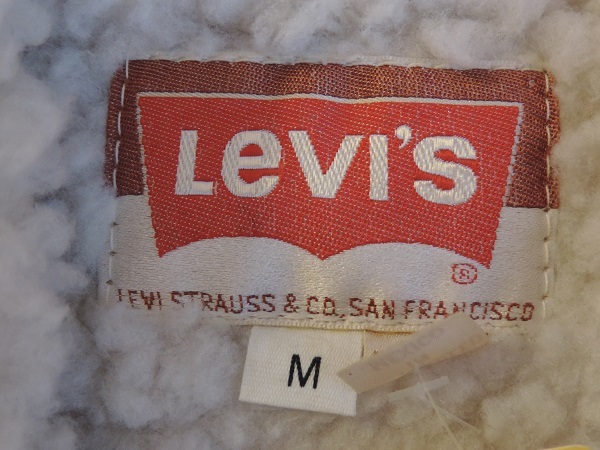 Levi's
LEVI STRAUSS & CO., SAN FRANCISCO
M